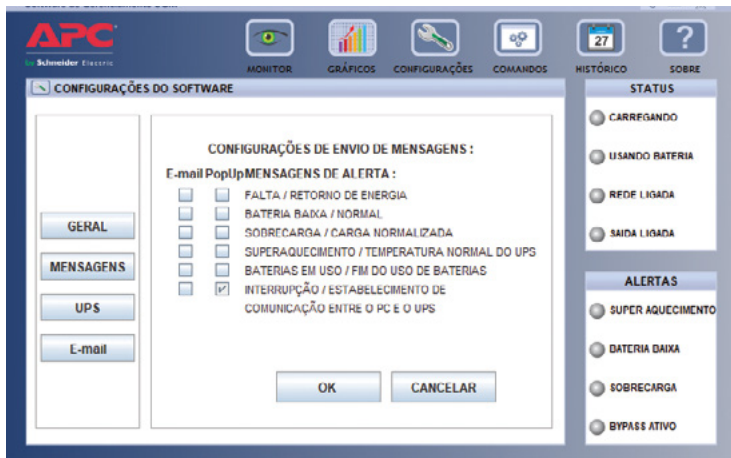 APC
by Schneider Electric
MONITOR
GRÁFICOS
CONFIGURAÇÕES
COMANDOS
27
HISTÓRICO
?
SOBRE
CONFIGURAÇÕES DO SOFTWARE
GERAL
MENSAGENS
UPS
E-mail
CONFIGURAÇÕES DE ENVIO DE MENSAGENS :
E-mail PopUp MENSAGENS DE ALERTA :
FALTA / RETORNO DE ENERGIA
BATERIA BAIXA / NORMAL
SOBRECARGA / CARGA NORMALIZADA
SUPERAQUECIMENTO / TEMPERATURA NORMAL DO UPS
BATERIAS EM USO / FIM DO USO DE BATERIAS
INTERRUPÇÃO / ESTABELECIMENTO DE
COMUNICAÇÃO ENTRE O PC E O UPS
OK
CANCELAR
STATUS
CARREGANDO
USANDO BATERIA
REDE LIGADA
SAIDA LIGADA
ALERTAS
SUPER AQUECIMENTO
BATERIA BAIXA
SOBRECARGA
BYPASS ATIVO